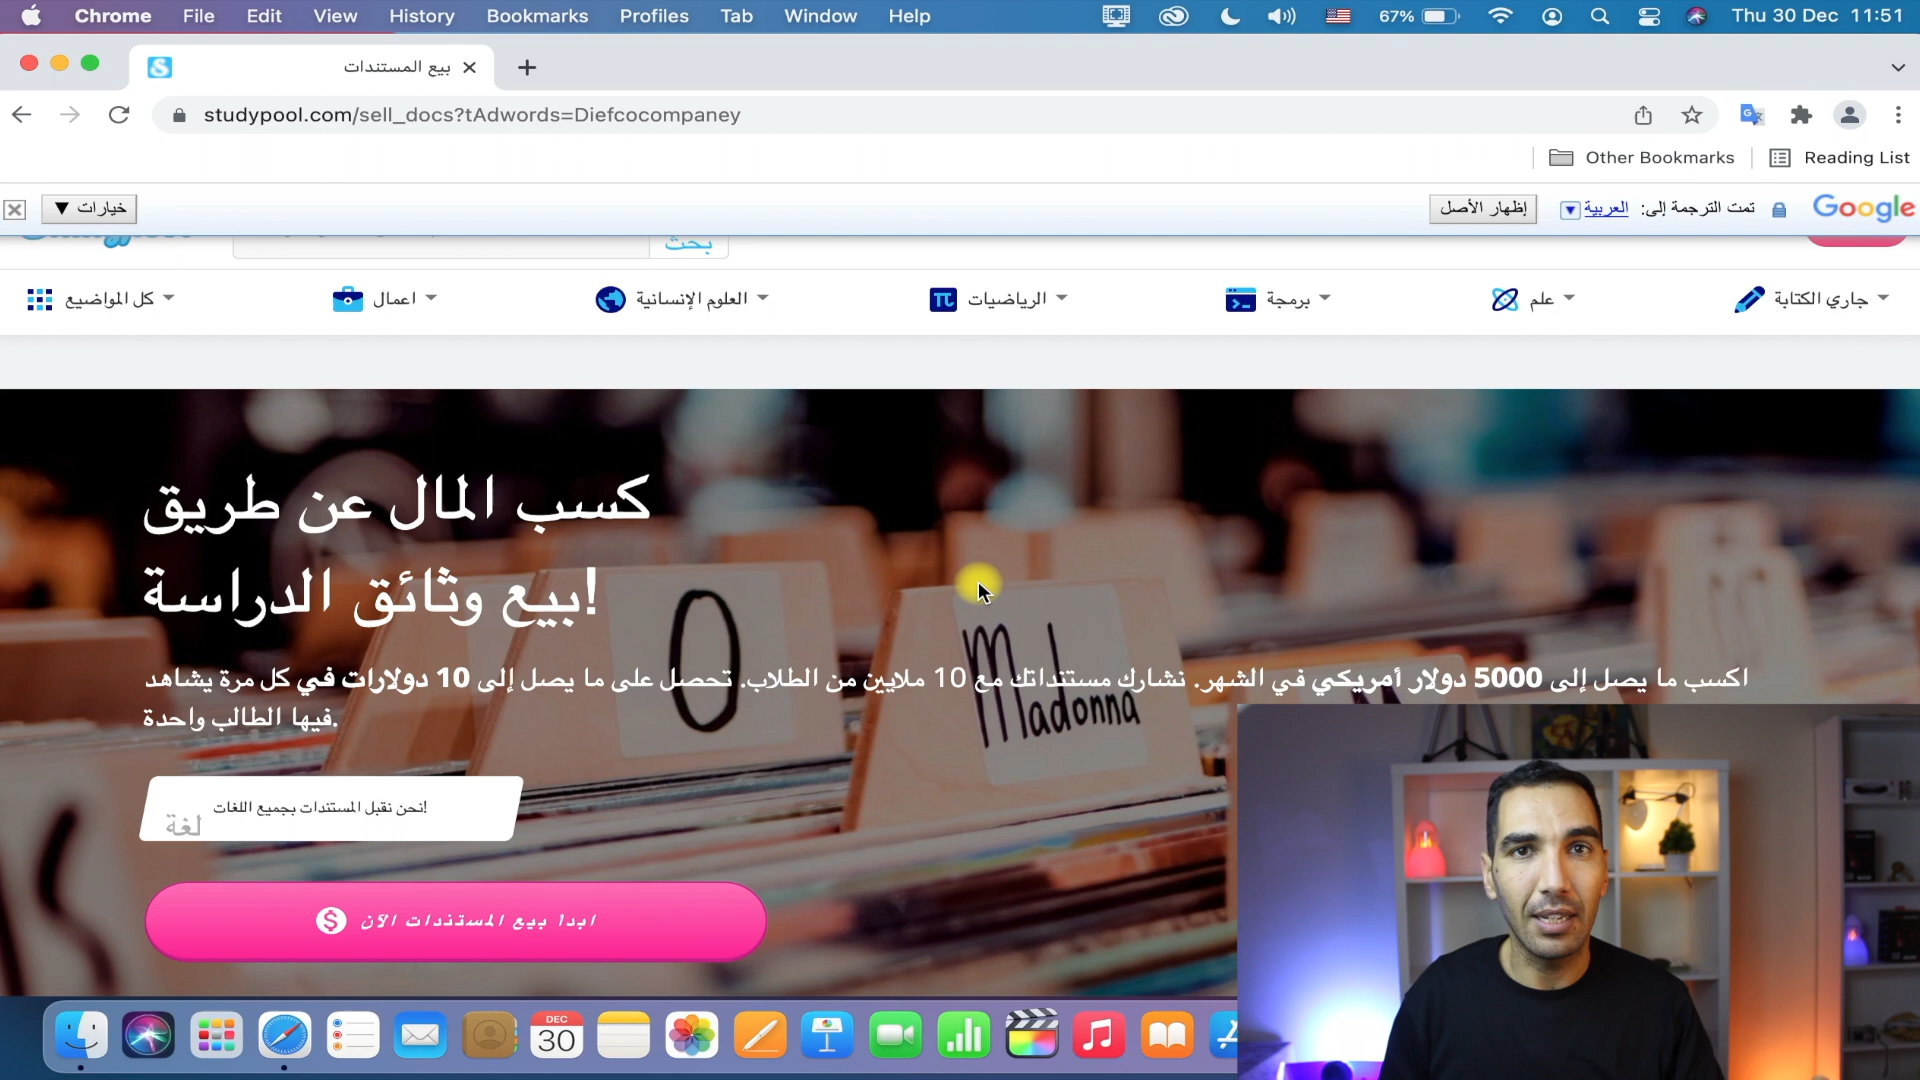 Chrome File Edit View History Bookmarks Profiles Tab Window Help 67% Thu 30 Dec 11:51
بيع المستندات
studypool.com/sell_docs?tAdwords=Diefcocompaney
Other Bookmarks Reading List
Google تمت الترجمة إلى: العربية إظهار الأصل خيارات
بحث
كل المواضيع اعمال العلوم الإنسانية الرياضيات برمجة علم جاري الكتابة
كسب المال عن طريق
بيع وثائق الدراسة!
اكسب ما يصل إلى 5000 دولار أمريكي في الشهر. نشارك مستنداتك مع 10 ملايين من الطلاب. تحصل على ما يصل إلى 10 دولارات في كل مرة يشاهد
فيها الطالب واحدة.
O
Madonna
نحن نقبل المستندات بجميع اللغات!
لغة
ابدا بيع المستندات الآن
DEC
30